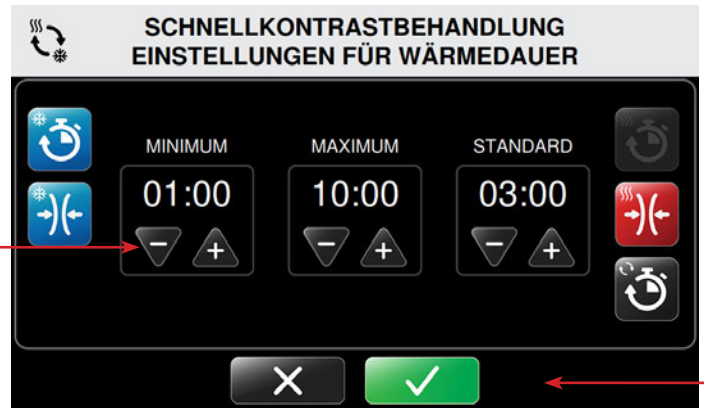 SCHNELLKONTRASTBEHANDLUNG
EINSTELLUNGEN FÜR WÄRMEDAUER
MINIMUM MAXIMUM STANDARD
01:00 10:00 03:00
− + − + − +